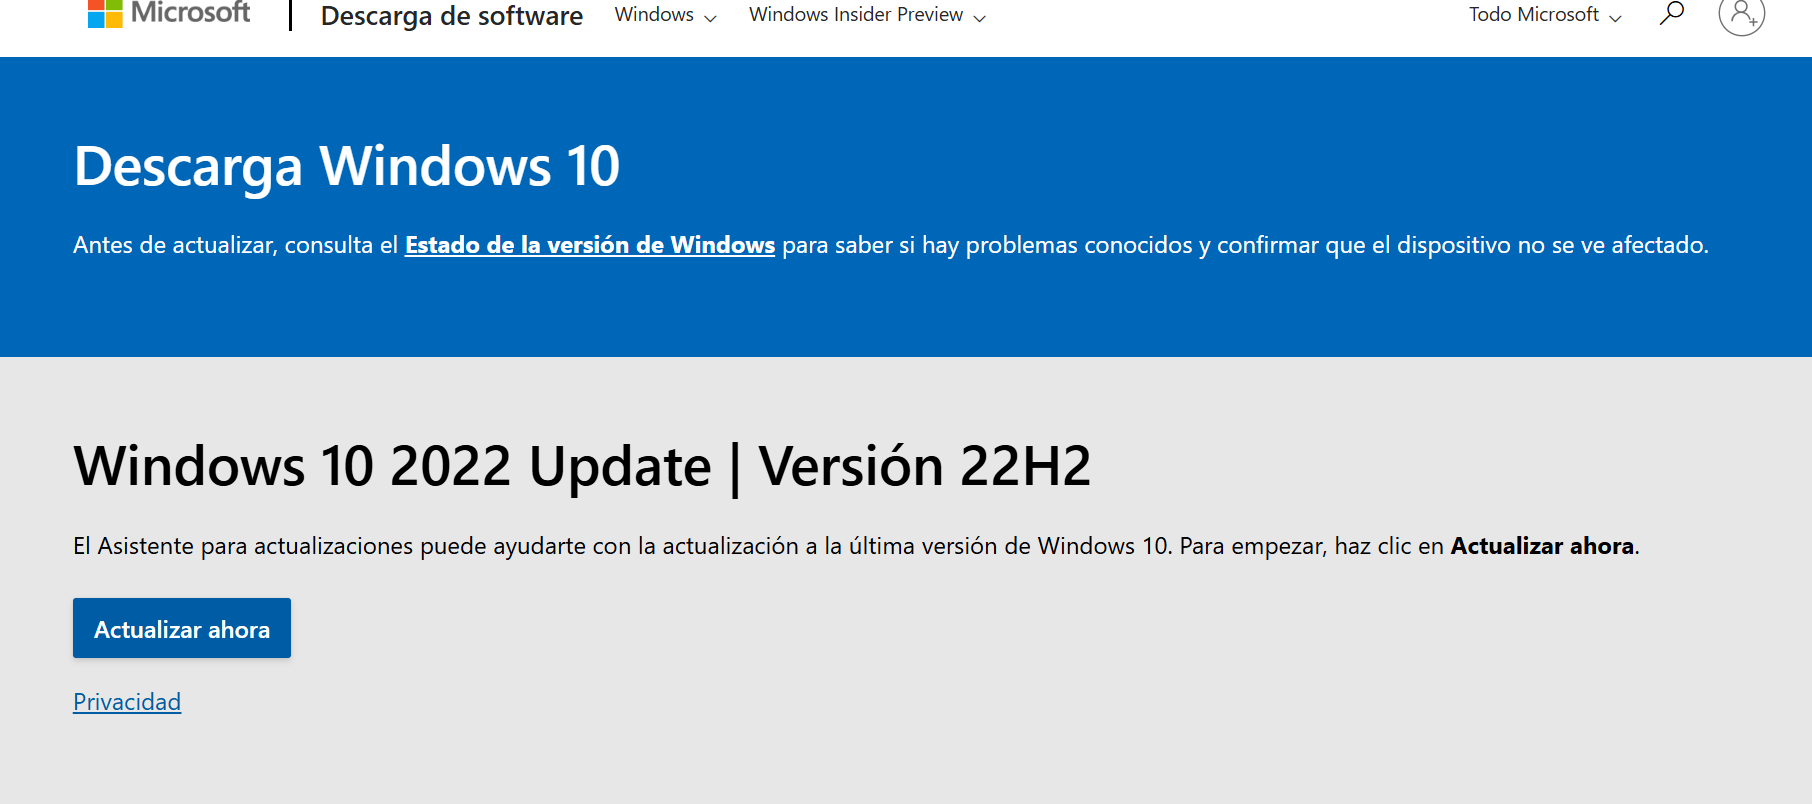 Microsoft
Descarga de software
Windows
Windows Insider Preview
Todo Microsoft
Descarga Windows 10
Antes de actualizar, consulta el Estado de la versión de Windows para saber si hay problemas conocidos y confirmar que el dispositivo no se ve afectado.
Windows 10 2022 Update | Versión 22H2
El Asistente para actualizaciones puede ayudarte con la actualización a la última versión de Windows 10. Para empezar, haz clic en Actualizar ahora.
Actualizar ahora
Privacidad